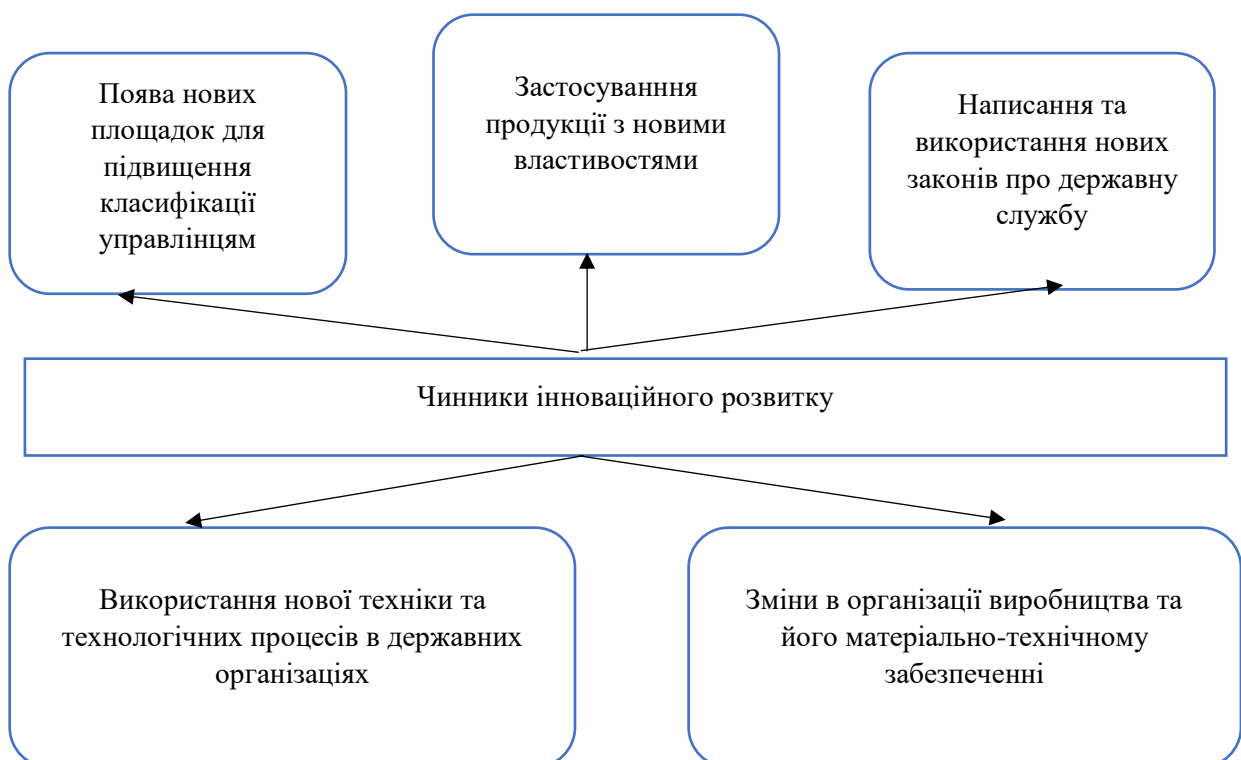 Поява нових
площадок для
підвищення
класифікації
управлінцям
Застосуванння
продукції з новими
властивостями
Написання та
використання нових
законів про державну
службу
Чинники інноваційного розвитку
Використання нової техніки та
технологічних процесів в державних
організаціях
Зміни в організації виробництва та
його матеріально-технічному
забезпеченні